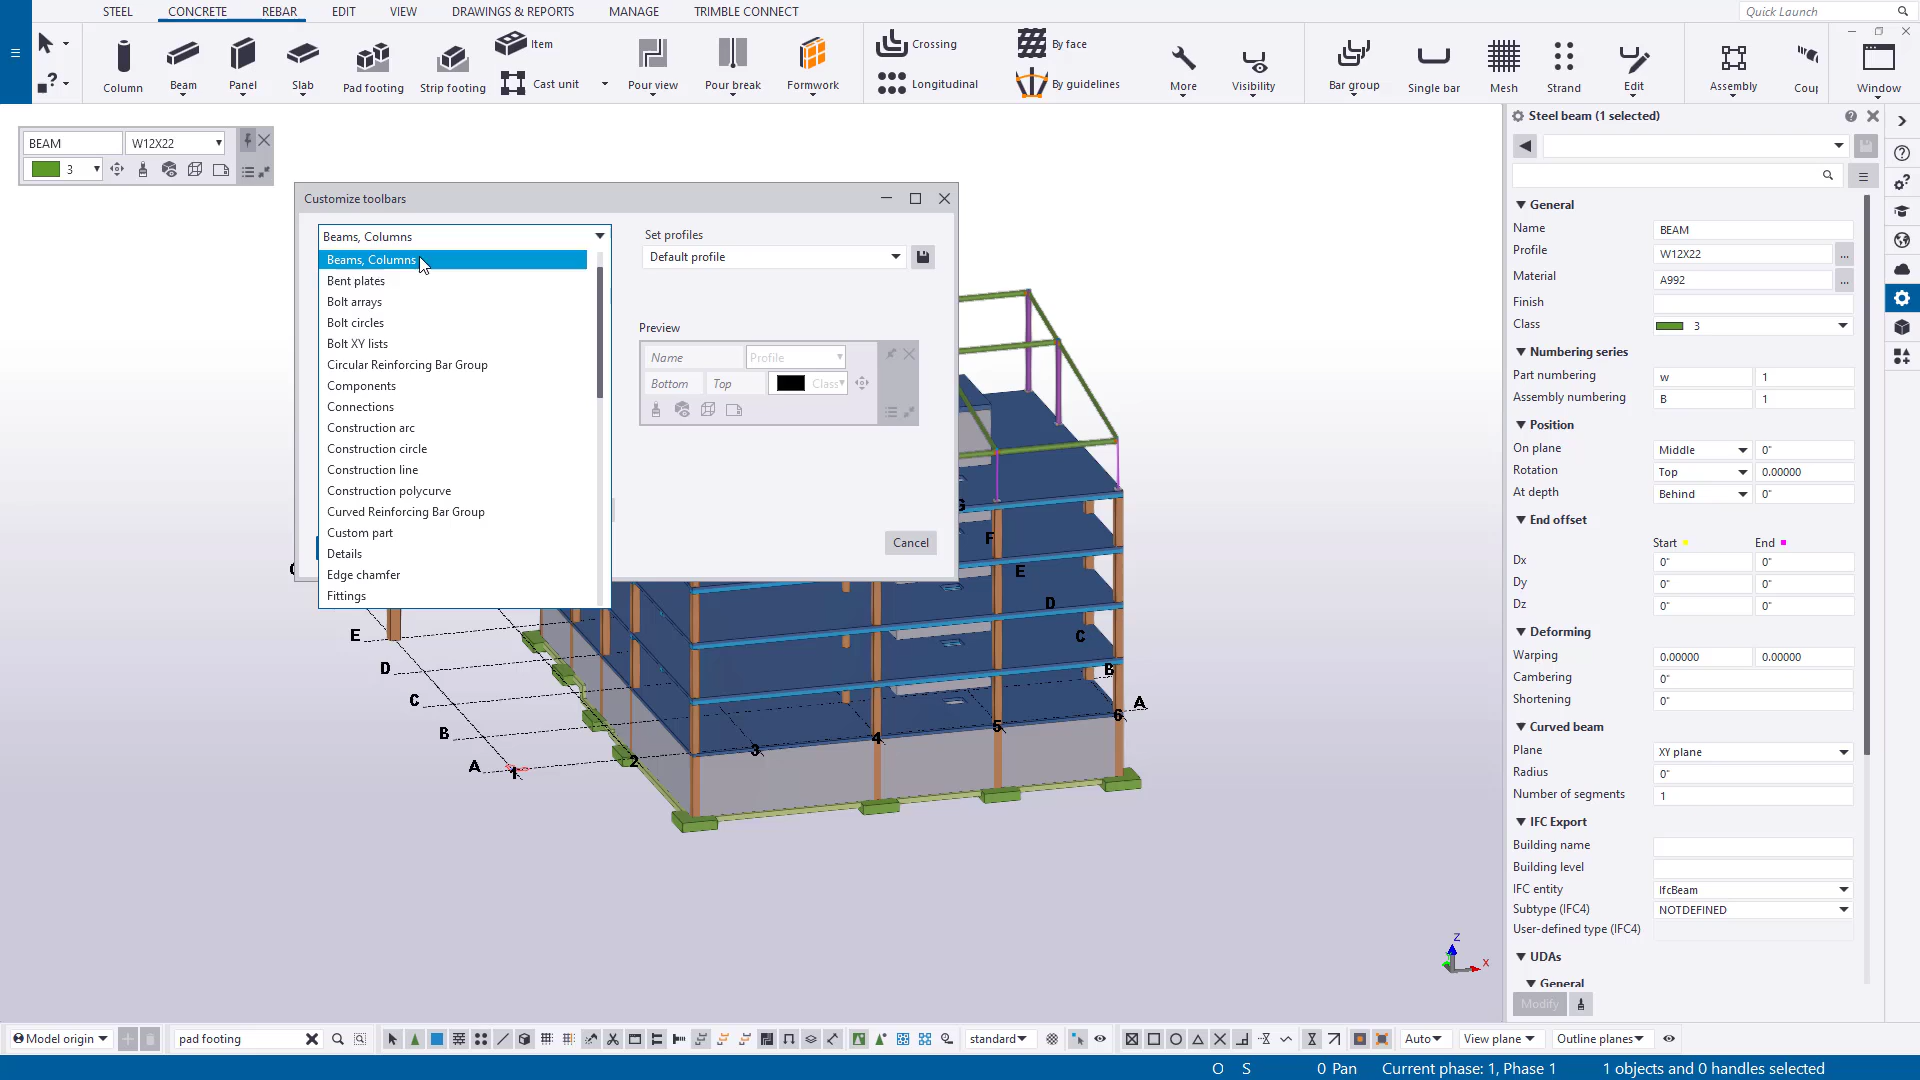 STEEL CONCRETE REBAR EDIT VIEW DRAWINGS & REPORTS MANAGE TRIMBLE CONNECT Quick Launch
Item Crossing By face
Column Beam Panel Slab Pad footing Strip footing Cast unit Pour view Pour break Formwork Longitudinal By guidelines More Visibility Bar group Single bar Mesh Strand Edit Assembly Coup Window
BEAM W12X22
3
Steel beam (1 selected)
Customize toolbars
Beams, Columns
Beams, Columns
Bent plates
Bolt arrays
Bolt circles
Bolt XY lists
Circular Reinforcing Bar Group
Components
Connections
Construction arc
Construction circle
Construction line
Construction polycurve
Curved Reinforcing Bar Group
Custom part
Details
Edge chamfer
Fittings
Set profiles
Default profile
Preview
Name Profile
Bottom Top Class
Cancel
General
Name BEAM
Profile W12X22 ...
Material A992 ...
Finish
Class 3
Numbering series
Part numbering w 1
Assembly numbering B 1
Position
On plane Middle 0"
Rotation Top 0.00000
At depth Behind 0"
End offset
Start End
Dx 0" 0"
Dy 0" 0"
Dz 0" 0"
Deforming
Warping 0.00000 0.00000
Cambering 0"
Shortening 0"
Curved beam
Plane XY plane
Radius 0"
Number of segments 1
IFC Export
Building name
Building level
IFC entity IfcBeam
Subtype (IFC4) NOTDEFINED
User-defined type (IFC4)
UDAs
General
Modify
G
F
E
D
C
B
A
E
D
C
B
A 1 2 3 4 5 6
Z
X
Model origin pad footing standard Auto View plane Outline planes
O S 0 Pan Current phase: 1, Phase 1 1 objects and 0 handles selected